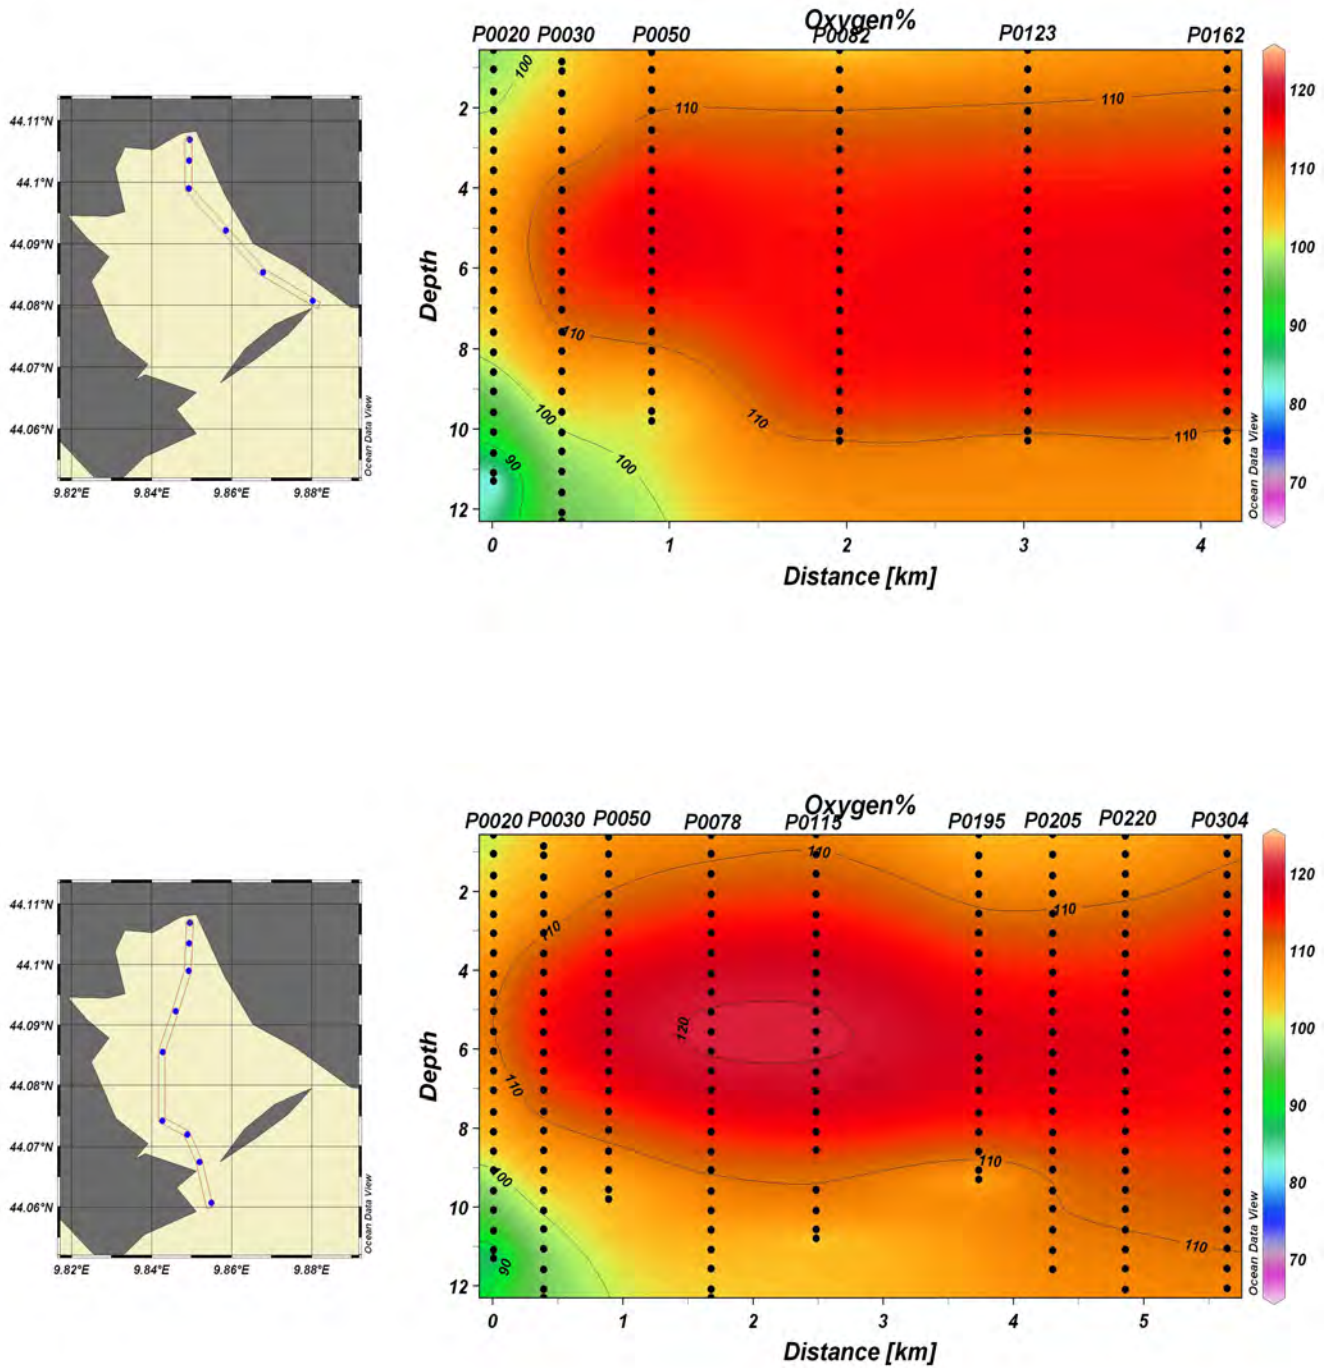 Oxygen%
P0020 P0030 P0050 P0082 P0123 P0162
44.11°N
44.1°N
44.09°N
44.08°N
44.07°N
44.06°N
9.82°E 9.84°E 9.86°E 9.88°E
Ocean Data View
Depth
2
4
6
8
10
12
100
110
110
110
100
110
110
100
90
0 1 2 3 4
Distance [km]
Ocean Data View
120
110
100
90
80
70
Oxygen%
P0020 P0030 P0050 P0078 P0115 P0195 P0205 P0220 P0304
44.11°N
44.1°N
44.09°N
44.08°N
44.07°N
44.06°N
9.82°E 9.84°E 9.86°E 9.88°E
Ocean Data View
Depth
2
4
6
8
10
12
110
110
110
120
110
110
100
110
90
0 1 2 3 4 5
Distance [km]
Ocean Data View
120
110
100
90
80
70